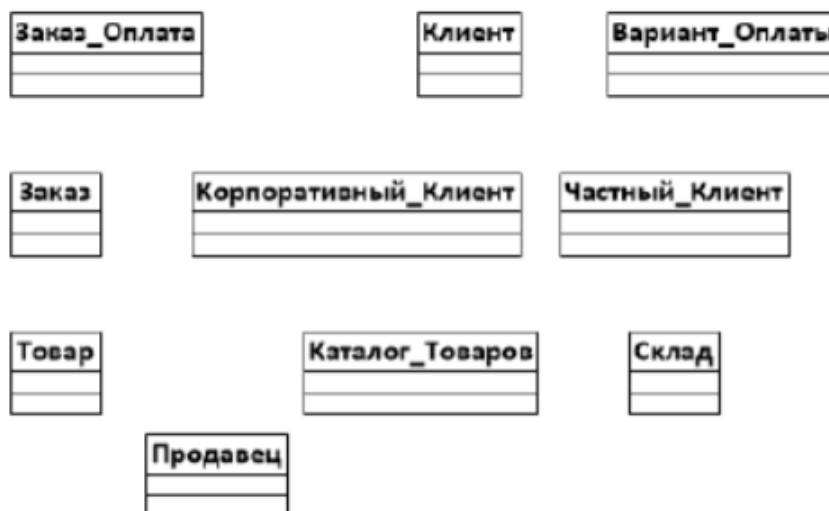 Заказ_Оплата
Клиент
Вариант_Оплаты
Заказ
Корпоративный_Клиент
Частный_Клиент
Товар
Каталог_Товаров
Склад
Продавец